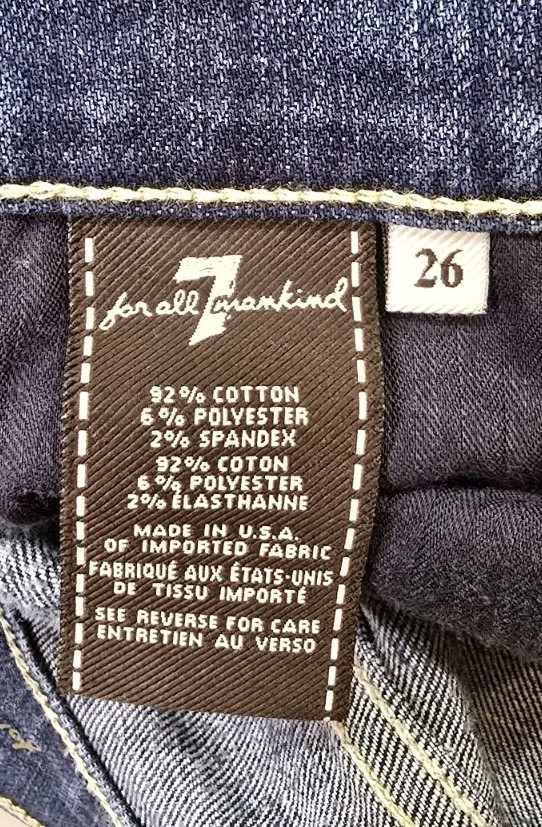 for all 7 mankind
26
92% COTTON
6% POLYESTER
2% SPANDEX
92% COTON
6% POLYESTER
2% ÉLASTHANNE
MADE IN U.S.A.
OF IMPORTED FABRIC
FABRIQUÉ AUX ÉTATS-UNIS
DE TISSU IMPORTÉ
SEE REVERSE FOR CARE
ENTRETIEN AU VERSO